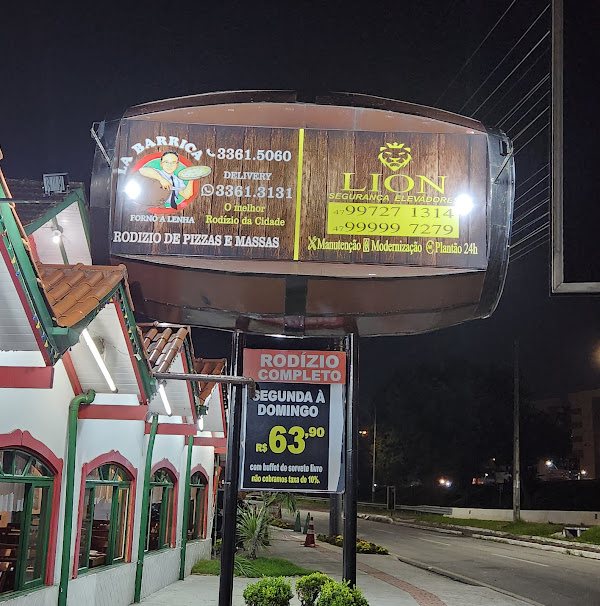 LA BARRICA
FORNO À LENHA
3361.5060
DELIVERY
3361.3131
O melhor
Rodízio da Cidade
RODIZIO DE PIZZAS E MASSAS
LION
SEGURANÇA ELEVADORES
47 99727 1314
47 99999 7279
Manutenção Modernização Plantão 24h
RODÍZIO
COMPLETO
SEGUNDA À
DOMINGO
R$ 63,90
com buffet de sorvete livre
não cobramos taxa de 10%.